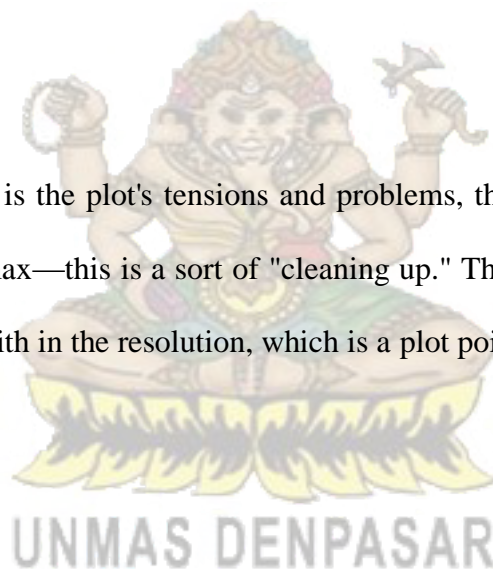 is the plot's tensions and problems, th
ax—this is a sort of "cleaning up." Th
ith in the resolution, which is a plot poi
UNMAS DENPASAR